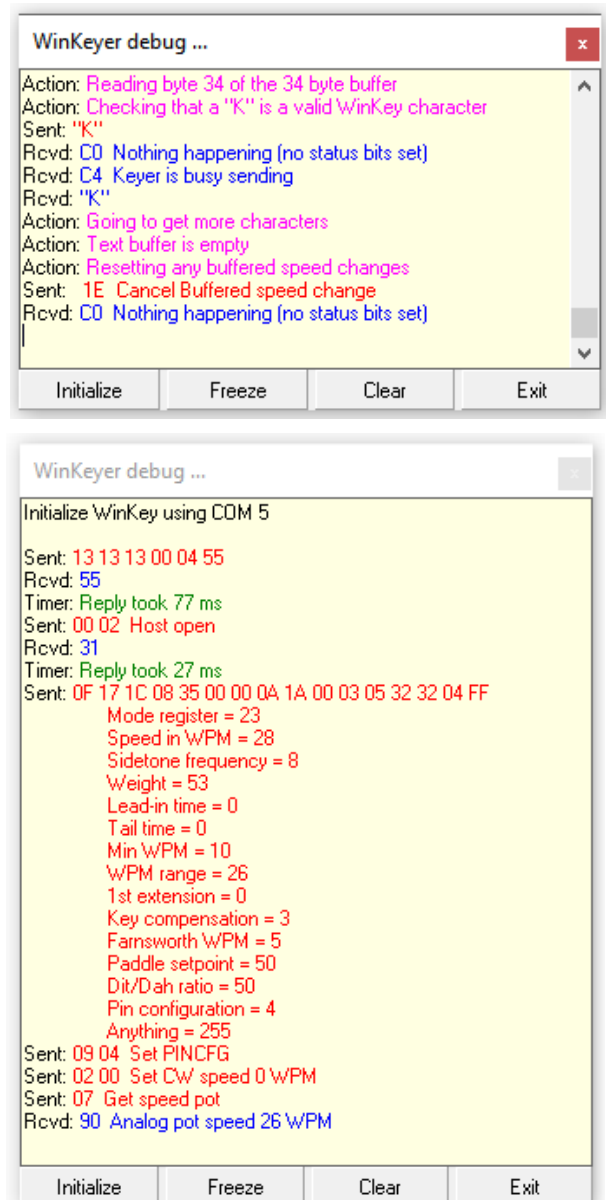 WinKeyer debug ...
x
Action: Reading byte 34 of the 34 byte buffer
Action: Checking that a "K" is a valid WinKey character
Sent: "K"
Rcvd: C0 Nothing happening (no status bits set)
Rcvd: C4 Keyer is busy sending
Rcvd: "K"
Action: Going to get more characters
Action: Text buffer is empty
Action: Resetting any buffered speed changes
Sent: 1E Cancel Buffered speed change
Rcvd: C0 Nothing happening (no status bits set)
Initialize Freeze Clear Exit
WinKeyer debug ...
x
Initialize WinKey using COM 5
Sent: 13 13 13 00 04 55
Rcvd: 55
Timer: Reply took 77 ms
Sent: 00 02 Host open
Rcvd: 31
Timer: Reply took 27 ms
Sent: 0F 17 1C 08 35 00 00 0A 1A 00 03 05 32 32 04 FF
Mode register = 23
Speed in WPM = 28
Sidetone frequency = 8
Weight = 53
Lead-in time = 0
Tail time = 0
Min WPM = 10
WPM range = 26
1st extension = 0
Key compensation = 3
Farnsworth WPM = 5
Paddle setpoint = 50
Dit/Dah ratio = 50
Pin configuration = 4
Anything = 255
Sent: 09 04 Set PINCFG
Sent: 02 00 Set CW speed 0 WPM
Sent: 07 Get speed pot
Rcvd: 90 Analog pot speed 26 WPM
Initialize Freeze Clear Exit